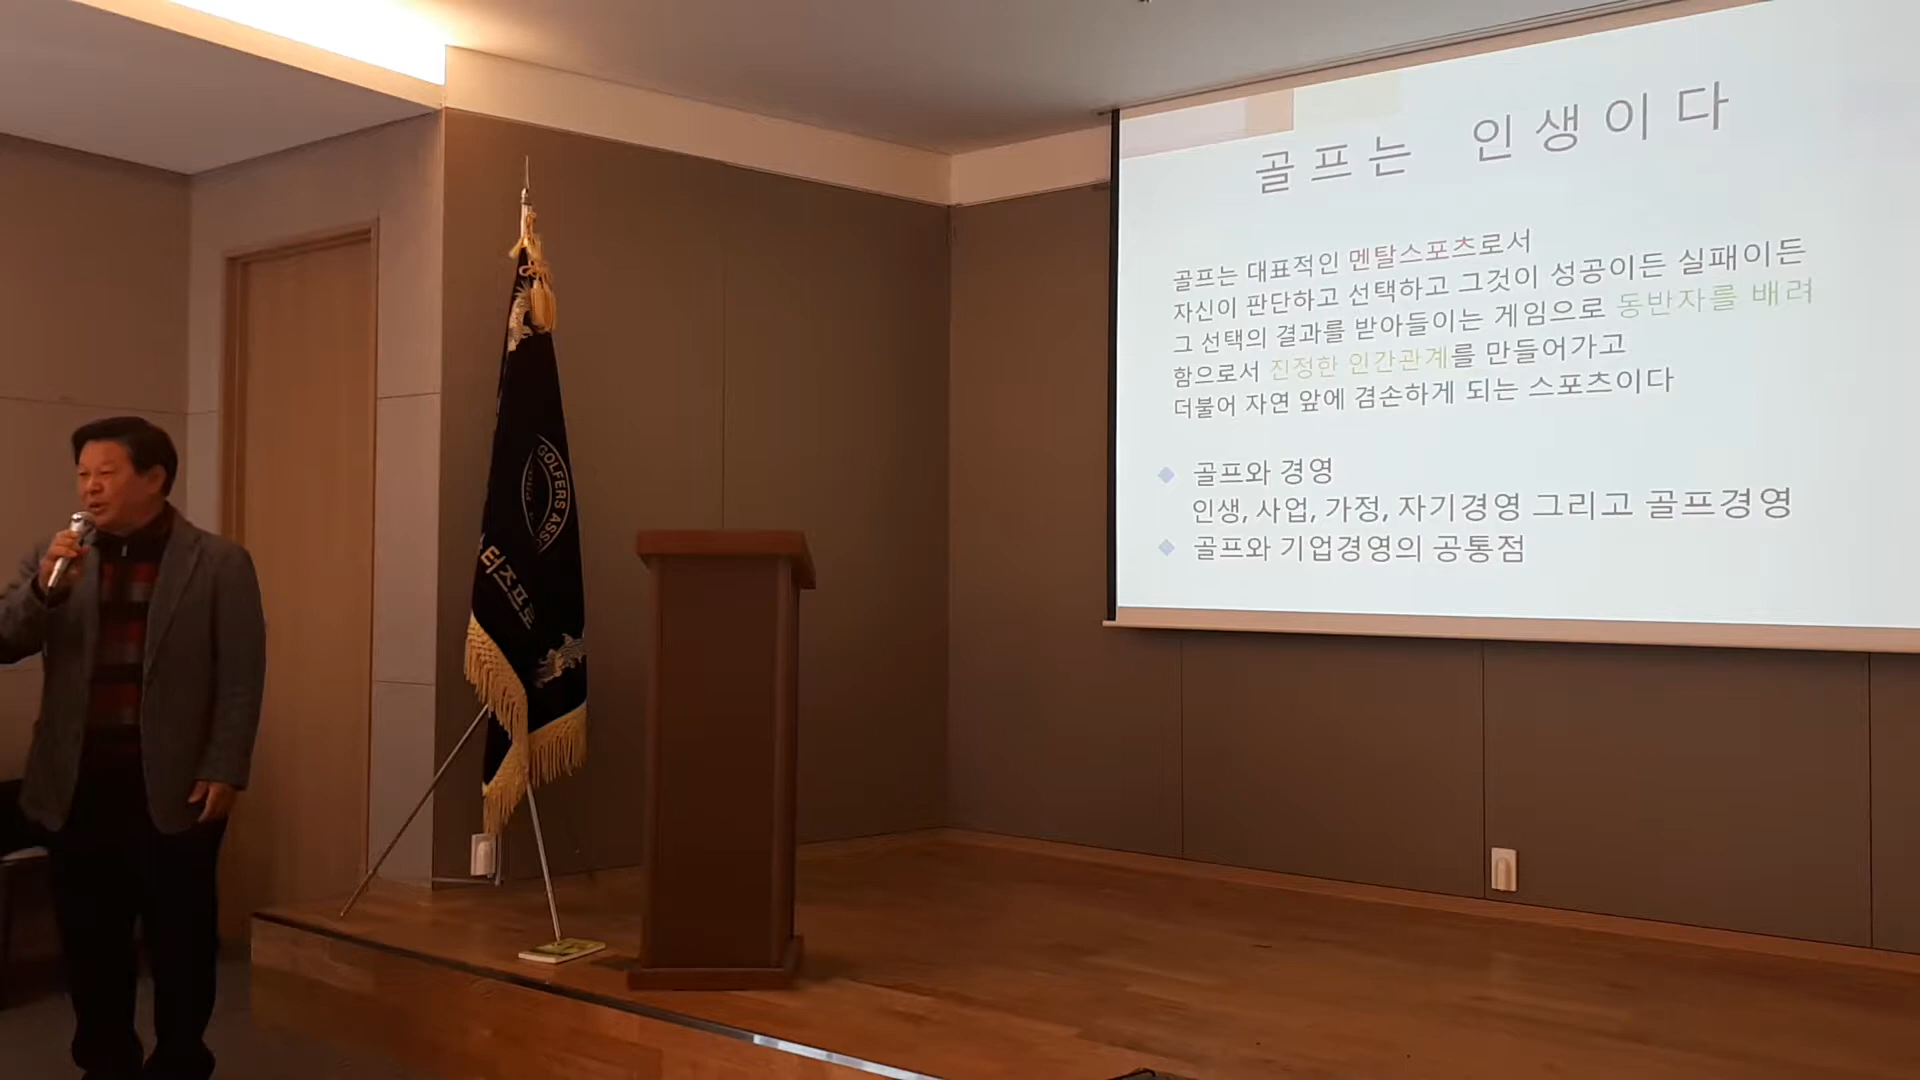 골프는 인생이다
골프는 대표적인 멘탈스포츠로서
자신이 판단하고 선택하고 그것이 성공이든 실패이든
그 선택의 결과를 받아들이는 게임으로 동반자를 배려
함으로서 진정한 인간관계를 만들어가고
더불어 자연 앞에 겸손하게 되는 스포츠이다
골프와 경영
인생, 사업, 가정, 자기경영 그리고 골프경영
골프와 기업경영의 공통점
GOLFERS ASSO
터즈프로